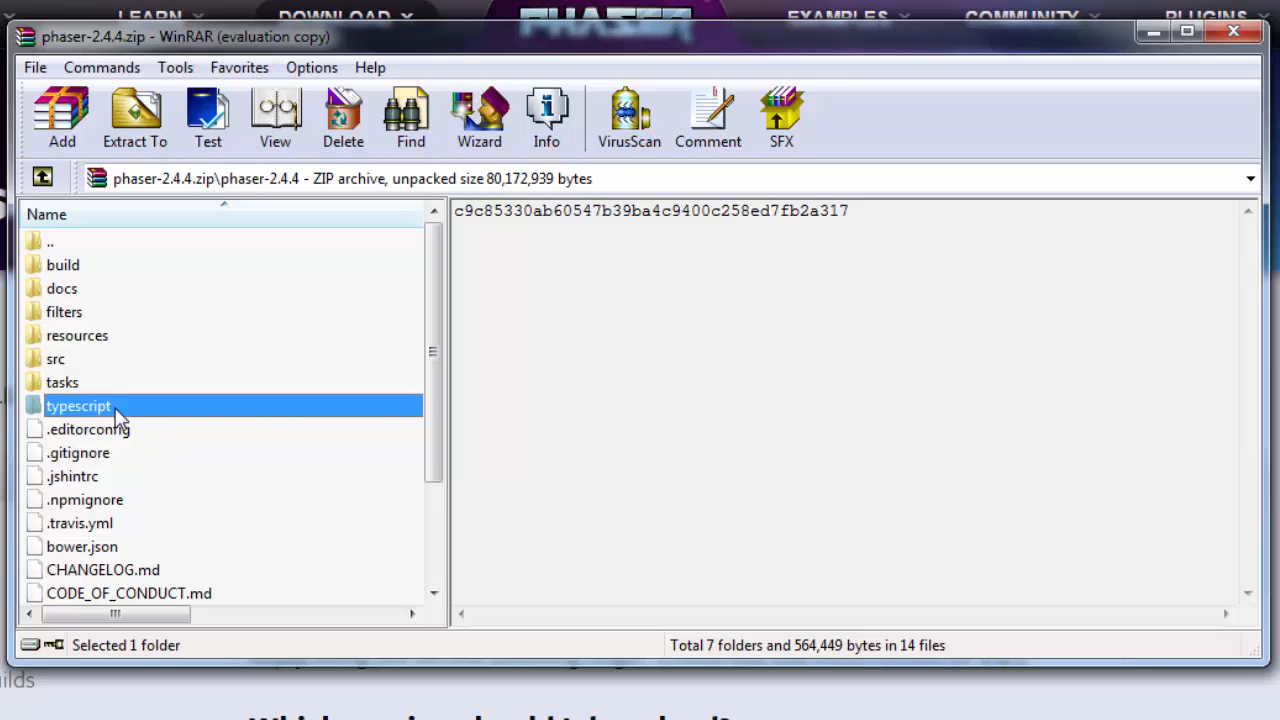 LEARN DOWNLOAD PHASER EXAMPLES COMMUNITY PLUGINS
phaser-2.4.4.zip - WinRAR (evaluation copy)
File Commands Tools Favorites Options Help
Add Extract To Test View Delete Find Wizard Info VirusScan Comment SFX
phaser-2.4.4.zip\phaser-2.4.4 - ZIP archive, unpacked size 80,172,939 bytes
Name
..
build
docs
filters
resources
src
tasks
typescript
.editorconfig
.gitignore
.jshintrc
.npmignore
.travis.yml
bower.json
CHANGELOG.md
CODE_OF_CONDUCT.md
c9c85330ab60547b39ba4c9400c258ed7fb2a317
Selected 1 folder
Total 7 folders and 564,449 bytes in 14 files